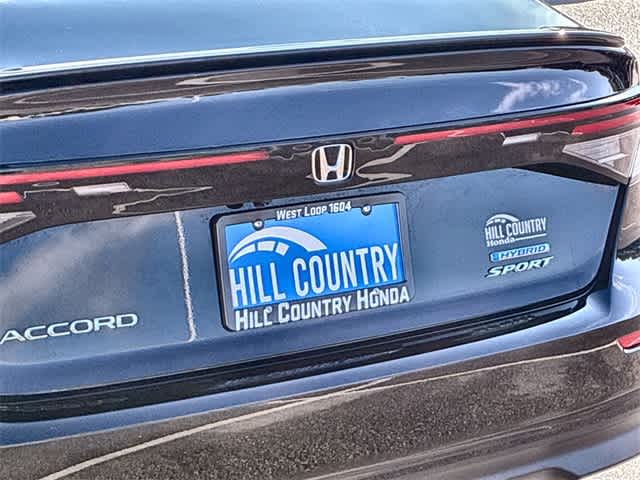 West Loop 1604
HILL COUNTRY
Hill Country Honda
ACCORD
HILL COUNTRY
Honda
HYBRID
SPORT